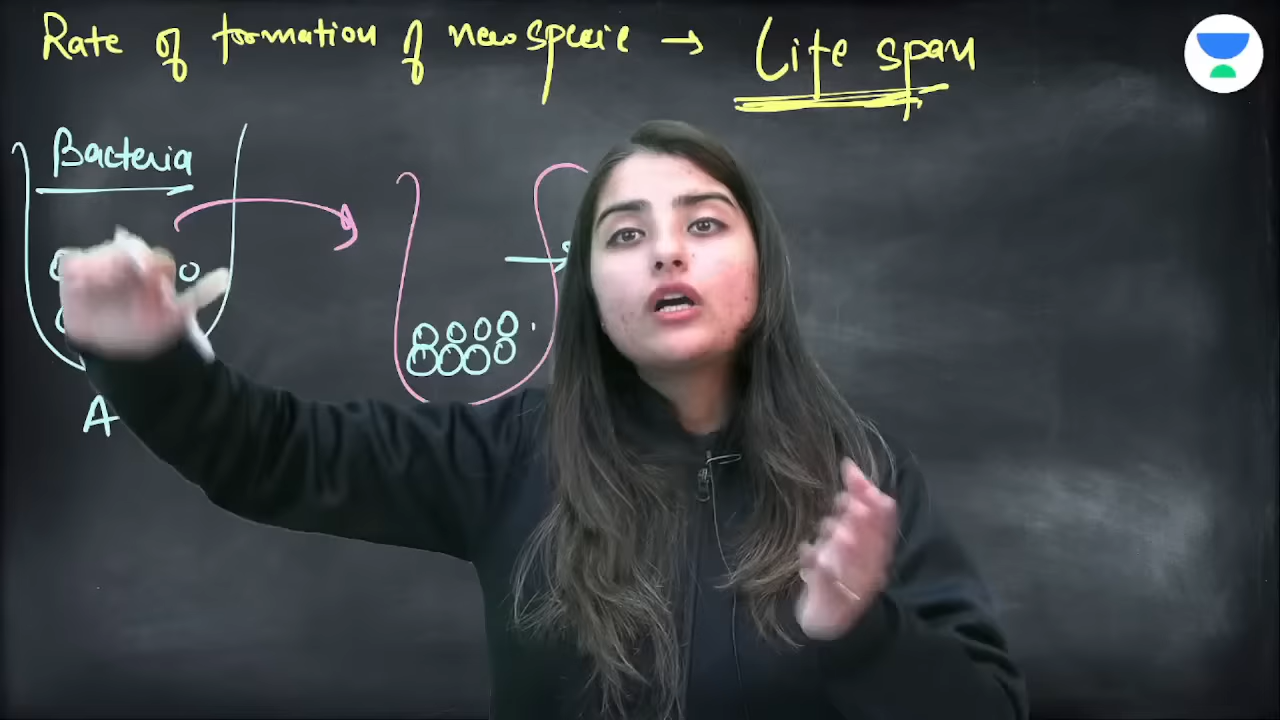 Rate of formation of new specie → Life span
Bacteria
A